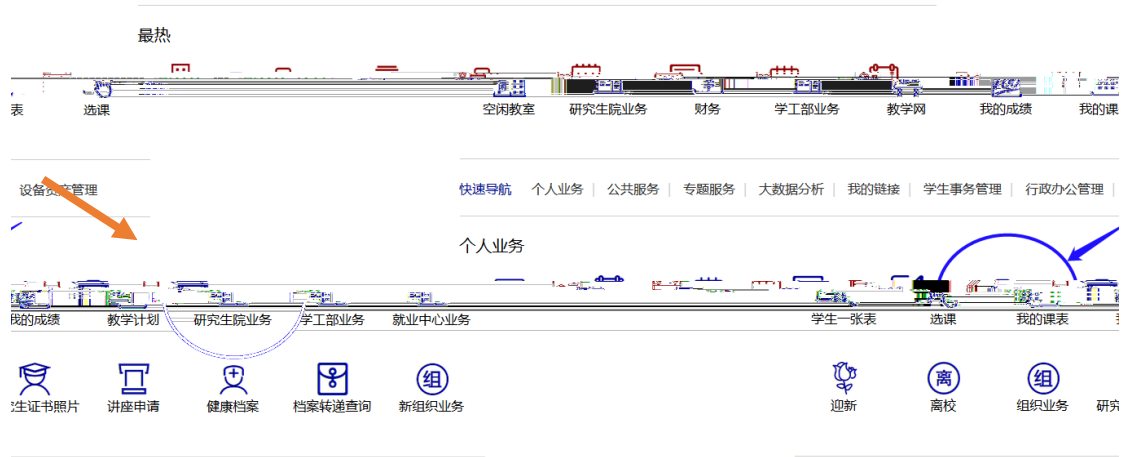 最热
表 选课 空闲教室 研究生院业务 财务 学工部业务 教学网 我的成绩 我的课
设备资产管理 快速导航 个人业务 | 公共服务 | 专题服务 | 大数据分析 | 我的链接 | 学生事务管理 | 行政办公管理 |
个人业务
我的成绩 教学计划 研究生院业务 学工部业务 就业中心业务 学生一张表 选课 我的课表
组 离 组
究生证书照片 讲座申请 健康档案 档案转递查询 新组织业务 迎新 离校 组织业务 研究